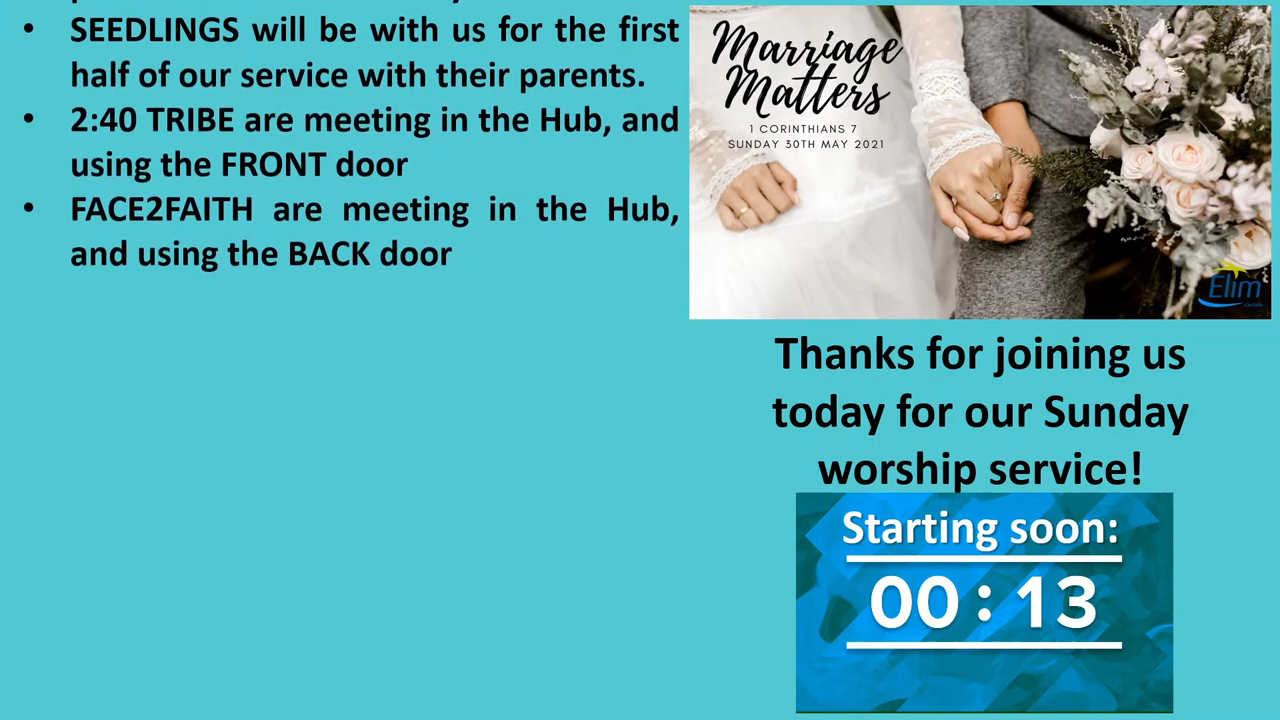 • SEEDLINGS will be with us for the first
half of our service with their parents.
• 2:40 TRIBE are meeting in the Hub, and
using the FRONT door
• FACE2FAITH are meeting in the Hub,
and using the BACK door
Marriage
Matters
1 CORINTHIANS 7
SUNDAY 30TH MAY 2021
Elim
Thanks for joining us
today for our Sunday
worship service!
Starting soon:
00 : 13